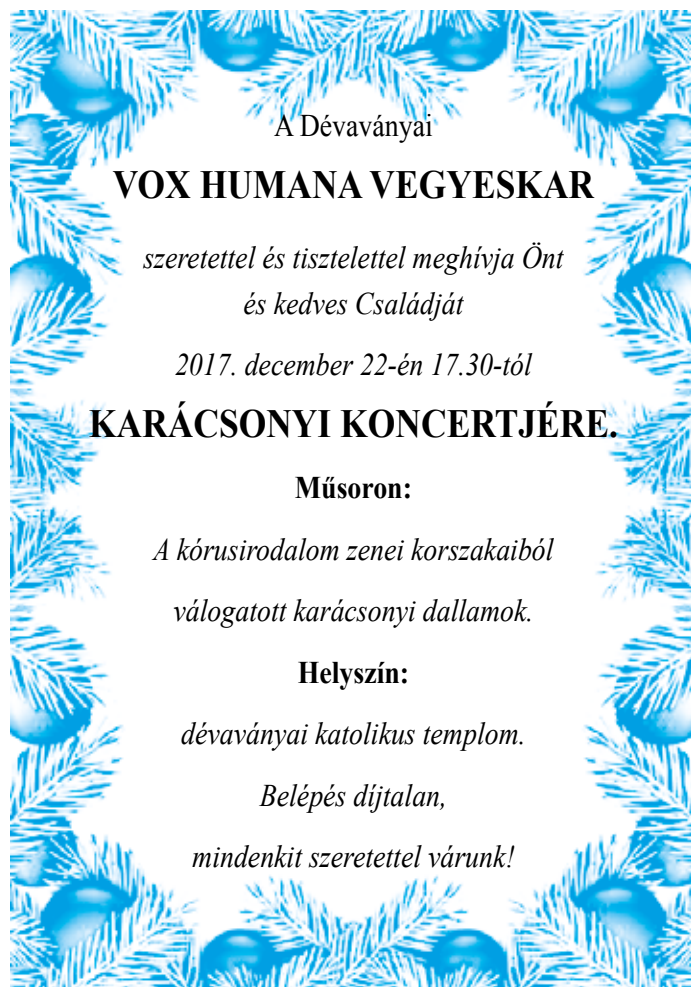 A Dévaványai
VOX HUMANA VEGYESKAR
szeretettel és tisztelettel meghívja Önt
és kedves Családját
2017. december 22-én 17.30-tól
KARÁCSONYI KONCERTJÉRE.
Műsoron:
A kórusirodalom zenei korszakaiból
válogatott karácsonyi dallamok.
Helyszín:
dévaványai katolikus templom.
Belépés díjtalan,
mindenkit szeretettel várunk!